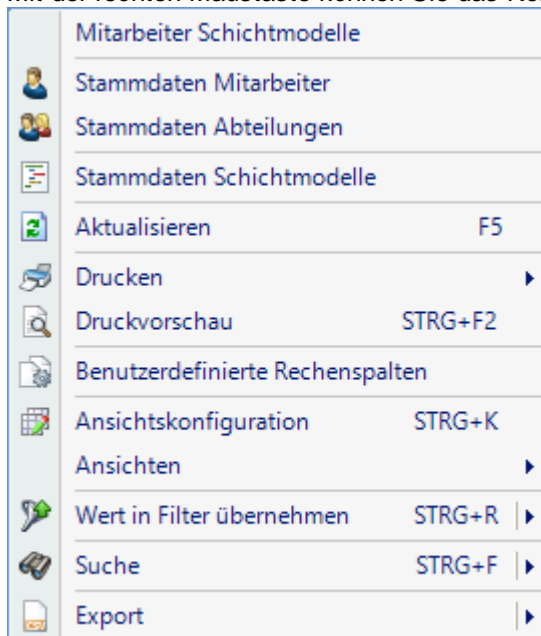 Mitarbeiter Schichtmodelle
Stammdaten Mitarbeiter
Stammdaten Abteilungen
Stammdaten Schichtmodelle
Aktualisieren F5
Drucken
Druckvorschau STRG+F2
Benutzerdefinierte Rechenspalten
Ansichtskonfiguration STRG+K
Ansichten
Wert in Filter übernehmen STRG+R
Suche STRG+F
Export